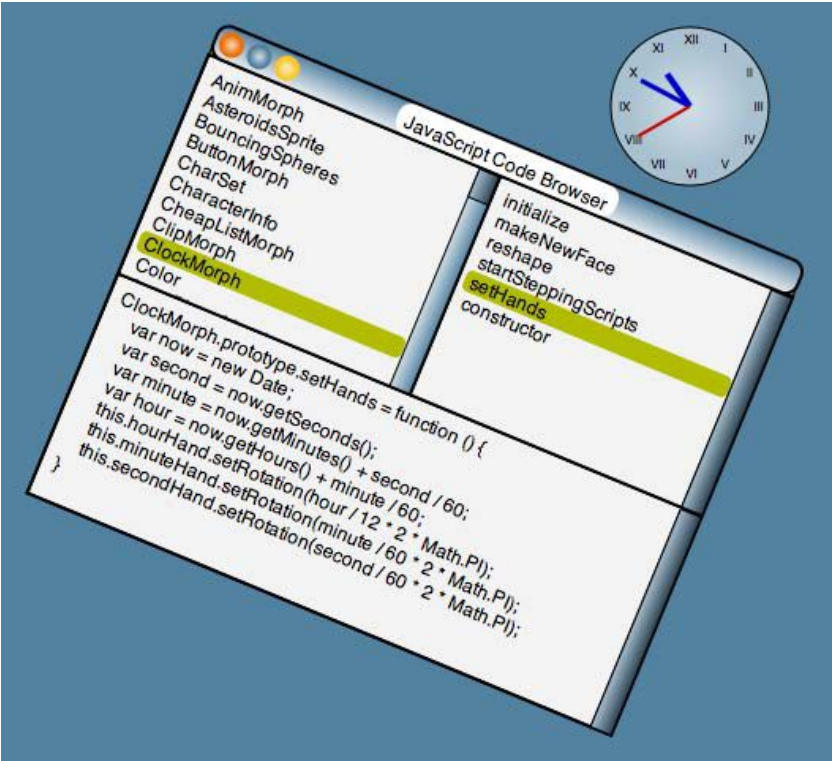 JavaScript Code Browser
AnimMorph
AsteroidsSprite
BouncingSpheres
ButtonMorph
CharSet
CharacterInfo
CheapListMorph
ClipMorph
ClockMorph
Color
initialize
makeNewFace
reshape
startSteppingScripts
setHands
constructor
ClockMorph.prototype.setHands = function () {
var now = new Date;
var second = now.getSeconds();
var minute = now.getMinutes() + second / 60;
var hour = now.getHours() + minute / 60;
this.hourHand.setRotation(hour / 12 * 2 * Math.PI);
this.minuteHand.setRotation(minute / 60 * 2 * Math.PI);
this.secondHand.setRotation(second / 60 * 2 * Math.PI);
}
XII
I
II
III
IV
V
VI
VII
VIII
IX
X
XI